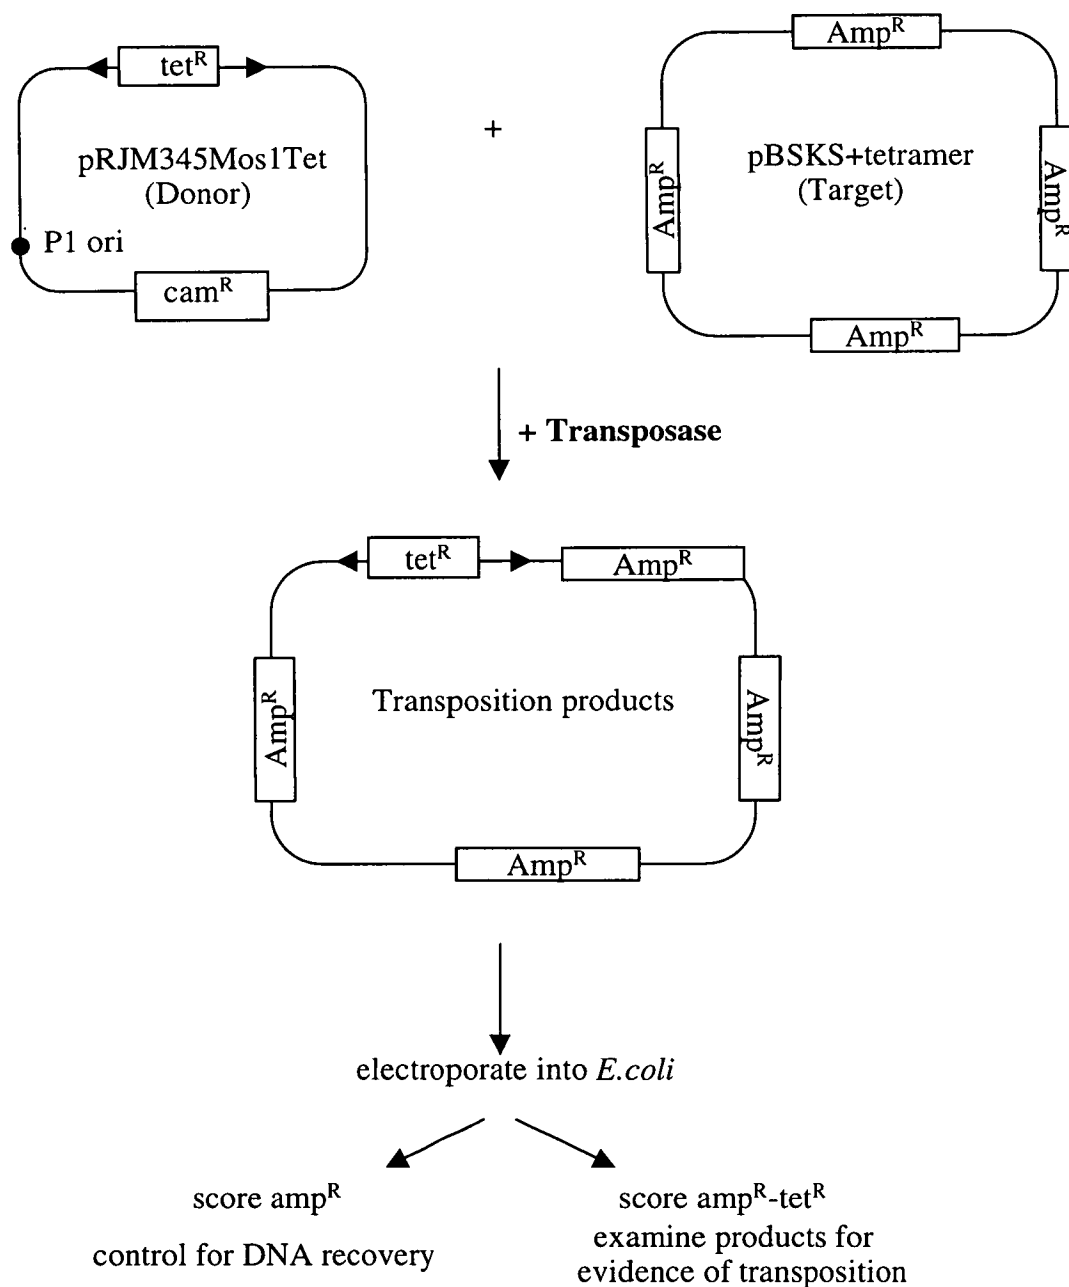 tet^R
pRJM345Mos1Tet
(Donor)
P1 ori
cam^R
+
Amp^R
Amp^R
pBSKS+tetramer
(Target)
Amp^R
Amp^R
+ Transposase
tet^R
Amp^R
Amp^R
Transposition products
Amp^R
Amp^R
electroporate into E.coli
score amp^R
control for DNA recovery
score amp^R-tet^R
examine products for
evidence of transposition